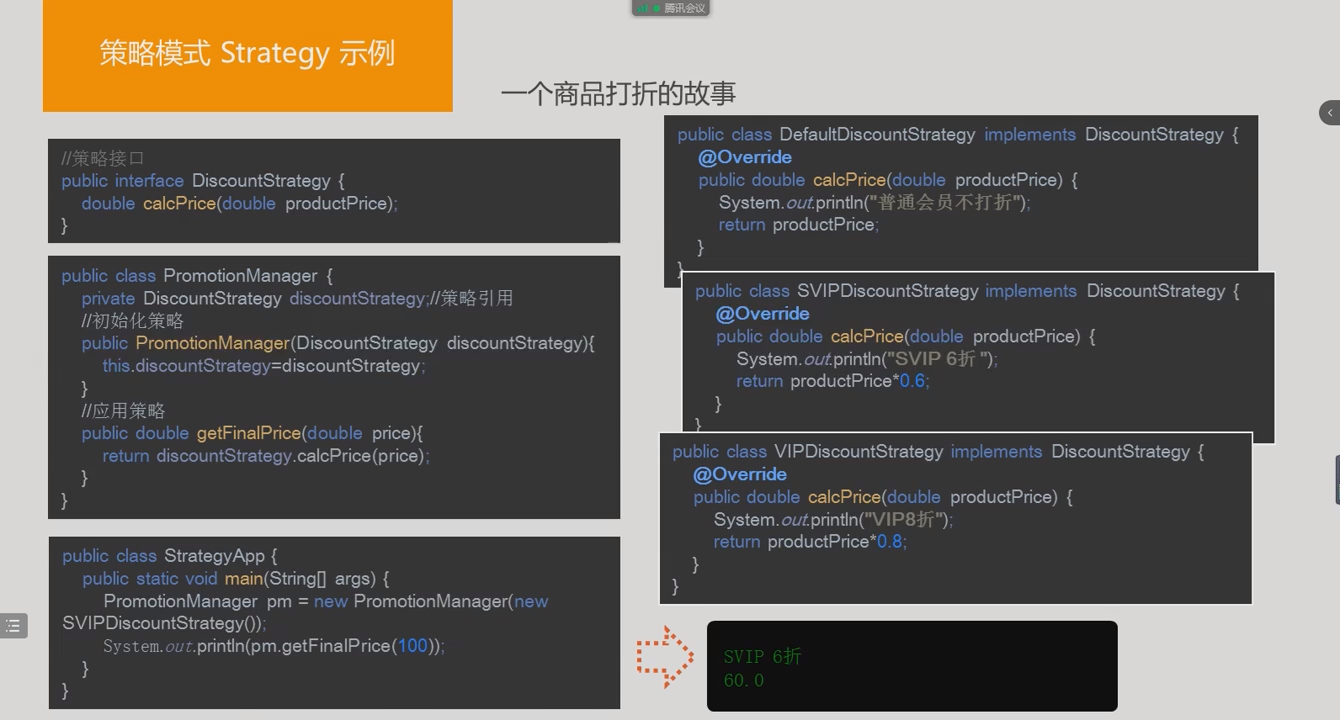 腾讯会议
策略模式 Strategy 示例
一个商品打折的故事
//策略接口
public interface DiscountStrategy {
double calcPrice(double productPrice);
}
public class PromotionManager {
private DiscountStrategy discountStrategy;//策略引用
//初始化策略
public PromotionManager(DiscountStrategy discountStrategy){
this.discountStrategy=discountStrategy;
}
//应用策略
public double getFinalPrice(double price){
return discountStrategy.calcPrice(price);
}
}
public class StrategyApp {
public static void main(String[] args) {
PromotionManager pm = new PromotionManager(new
SVIPDiscountStrategy());
System.out.println(pm.getFinalPrice(100));
}
}
public class DefaultDiscountStrategy implements DiscountStrategy {
@Override
public double calcPrice(double productPrice) {
System.out.println("普通会员不打折");
return productPrice;
}
}
public class SVIPDiscountStrategy implements DiscountStrategy {
@Override
public double calcPrice(double productPrice) {
System.out.println("SVIP 6折 ");
return productPrice*0.6;
}
}
public class VIPDiscountStrategy implements DiscountStrategy {
@Override
public double calcPrice(double productPrice) {
System.out.println("VIP8折");
return productPrice*0.8;
}
}
SVIP 6折
60.0